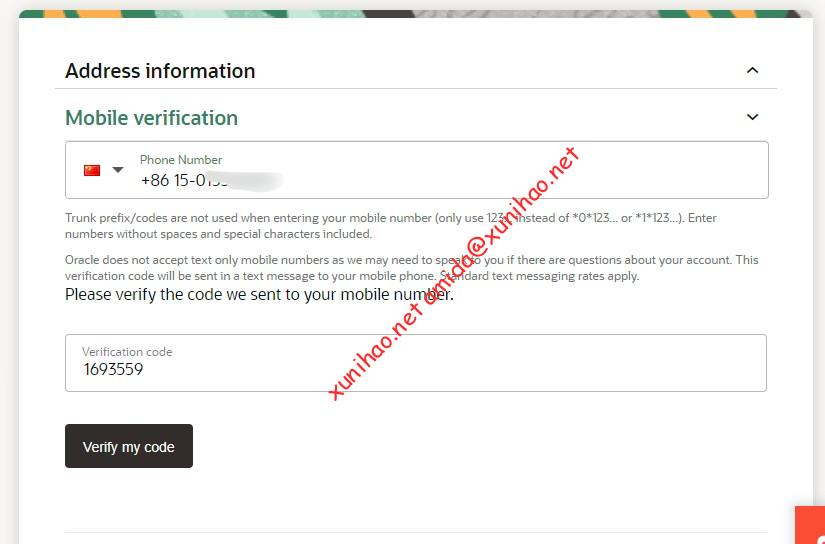 Address information
Mobile verification
Phone Number
+86 15-0
Trunk prefix/codes are not used when entering your mobile number (only use 123... instead of *0*123... or *1*123...). Enter
numbers without spaces and special characters included.
Oracle does not accept text only mobile numbers as we may need to speak to you if there are questions about your account. This
verification code will be sent in a text message to your mobile phone. Standard text messaging rates apply.
Please verify the code we sent to your mobile number.
Verification code
1693559
Verify my code
xunihao.net amida@xunihao.net